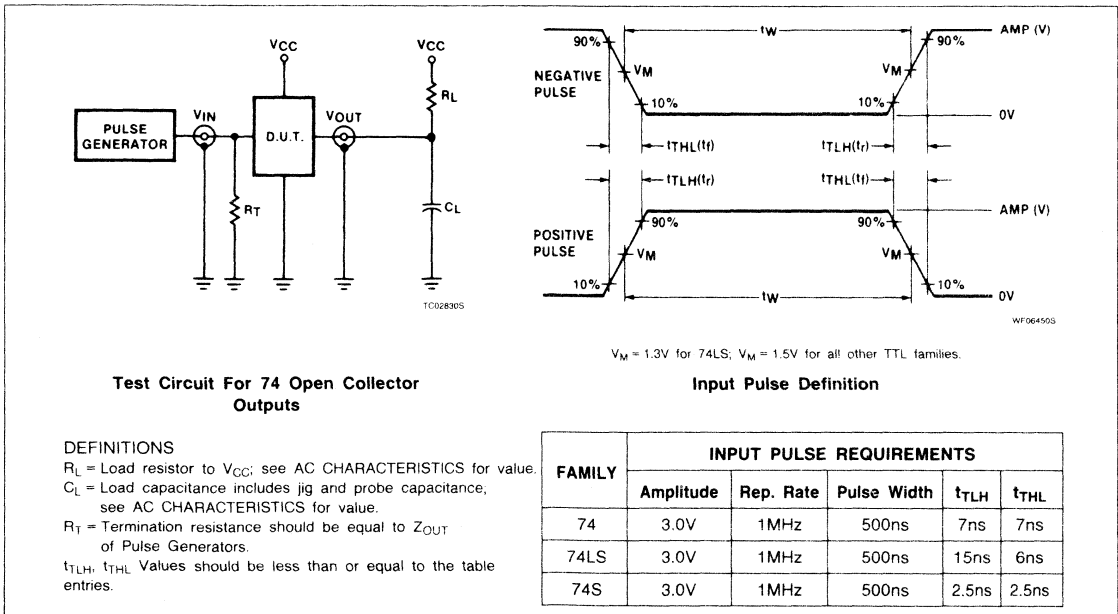 PULSE
GENERATOR
VIN
RT
VCC
D.U.T.
VOUT
VCC
RL
CL
TC02830S
Test Circuit For 74 Open Collector
Outputs
NEGATIVE
PULSE
90%
VM
10%
tW
VM
10%
90%
AMP (V)
0V
tTHL(tf)
tTLH(tr)
tTLH(tr)
tTHL(tf)
POSITIVE
PULSE
10%
VM
90%
tW
90%
VM
10%
AMP (V)
0V
WF06450S
VM = 1.3V for 74LS; VM = 1.5V for all other TTL families.
Input Pulse Definition
DEFINITIONS
RL = Load resistor to VCC; see AC CHARACTERISTICS for value.
CL = Load capacitance includes jig and probe capacitance;
see AC CHARACTERISTICS for value.
RT = Termination resistance should be equal to ZOUT
of Pulse Generators.
tTLH, tTHL Values should be less than or equal to the table
entries.
FAMILY
INPUT PULSE REQUIREMENTS
Amplitude Rep. Rate Pulse Width tTLH tTHL
74 3.0V 1MHz 500ns 7ns 7ns
74LS 3.0V 1MHz 500ns 15ns 6ns
74S 3.0V 1MHz 500ns 2.5ns 2.5ns